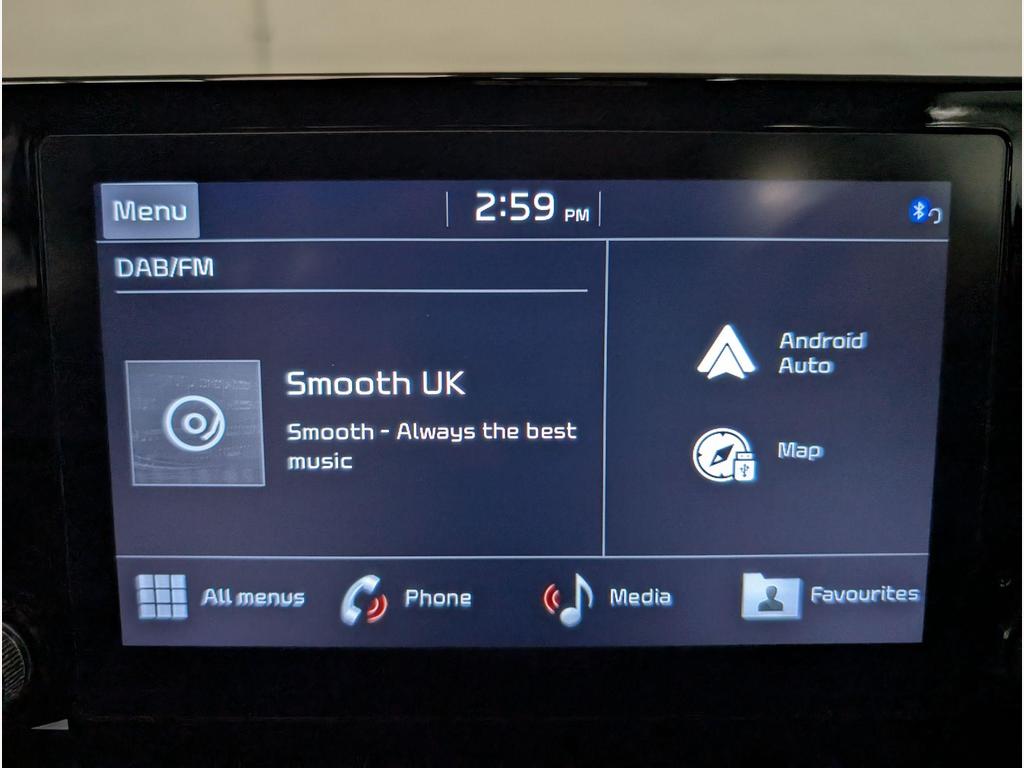 Menu
2:59 PM
DAB/FM
Smooth UK
Smooth - Always the best
music
Android
Auto
Map
All menus
Phone
Media
Favourites